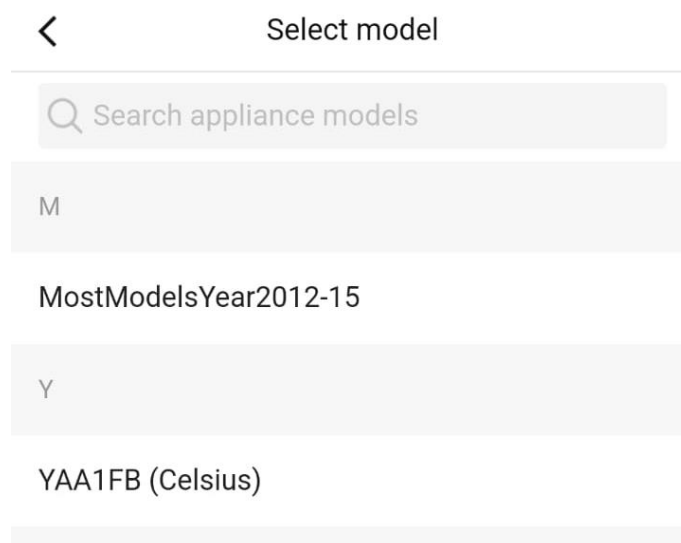 Select model
Search appliance models
M
MostModelsYear2012-15
Y
YAA1FB (Celsius)